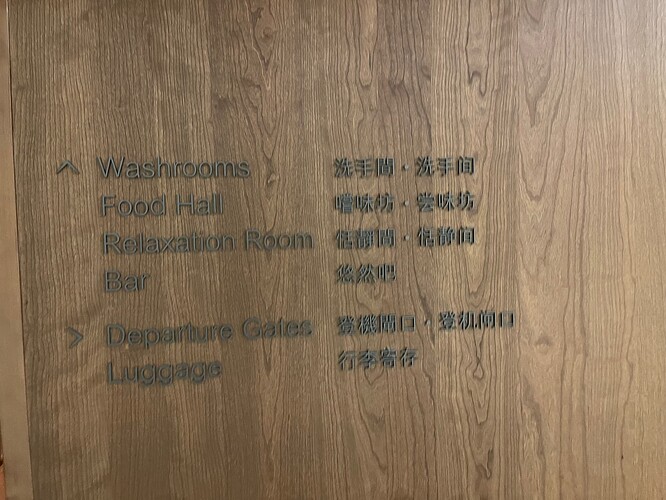 Washrooms 洗手間·洗手间
Food Hall 嚐味坊·尝味坊
Relaxation Room 恬靜間·恬静间
Bar 悠然吧
Departure Gates 登機閘口·登机闸口
Luggage 行李寄存